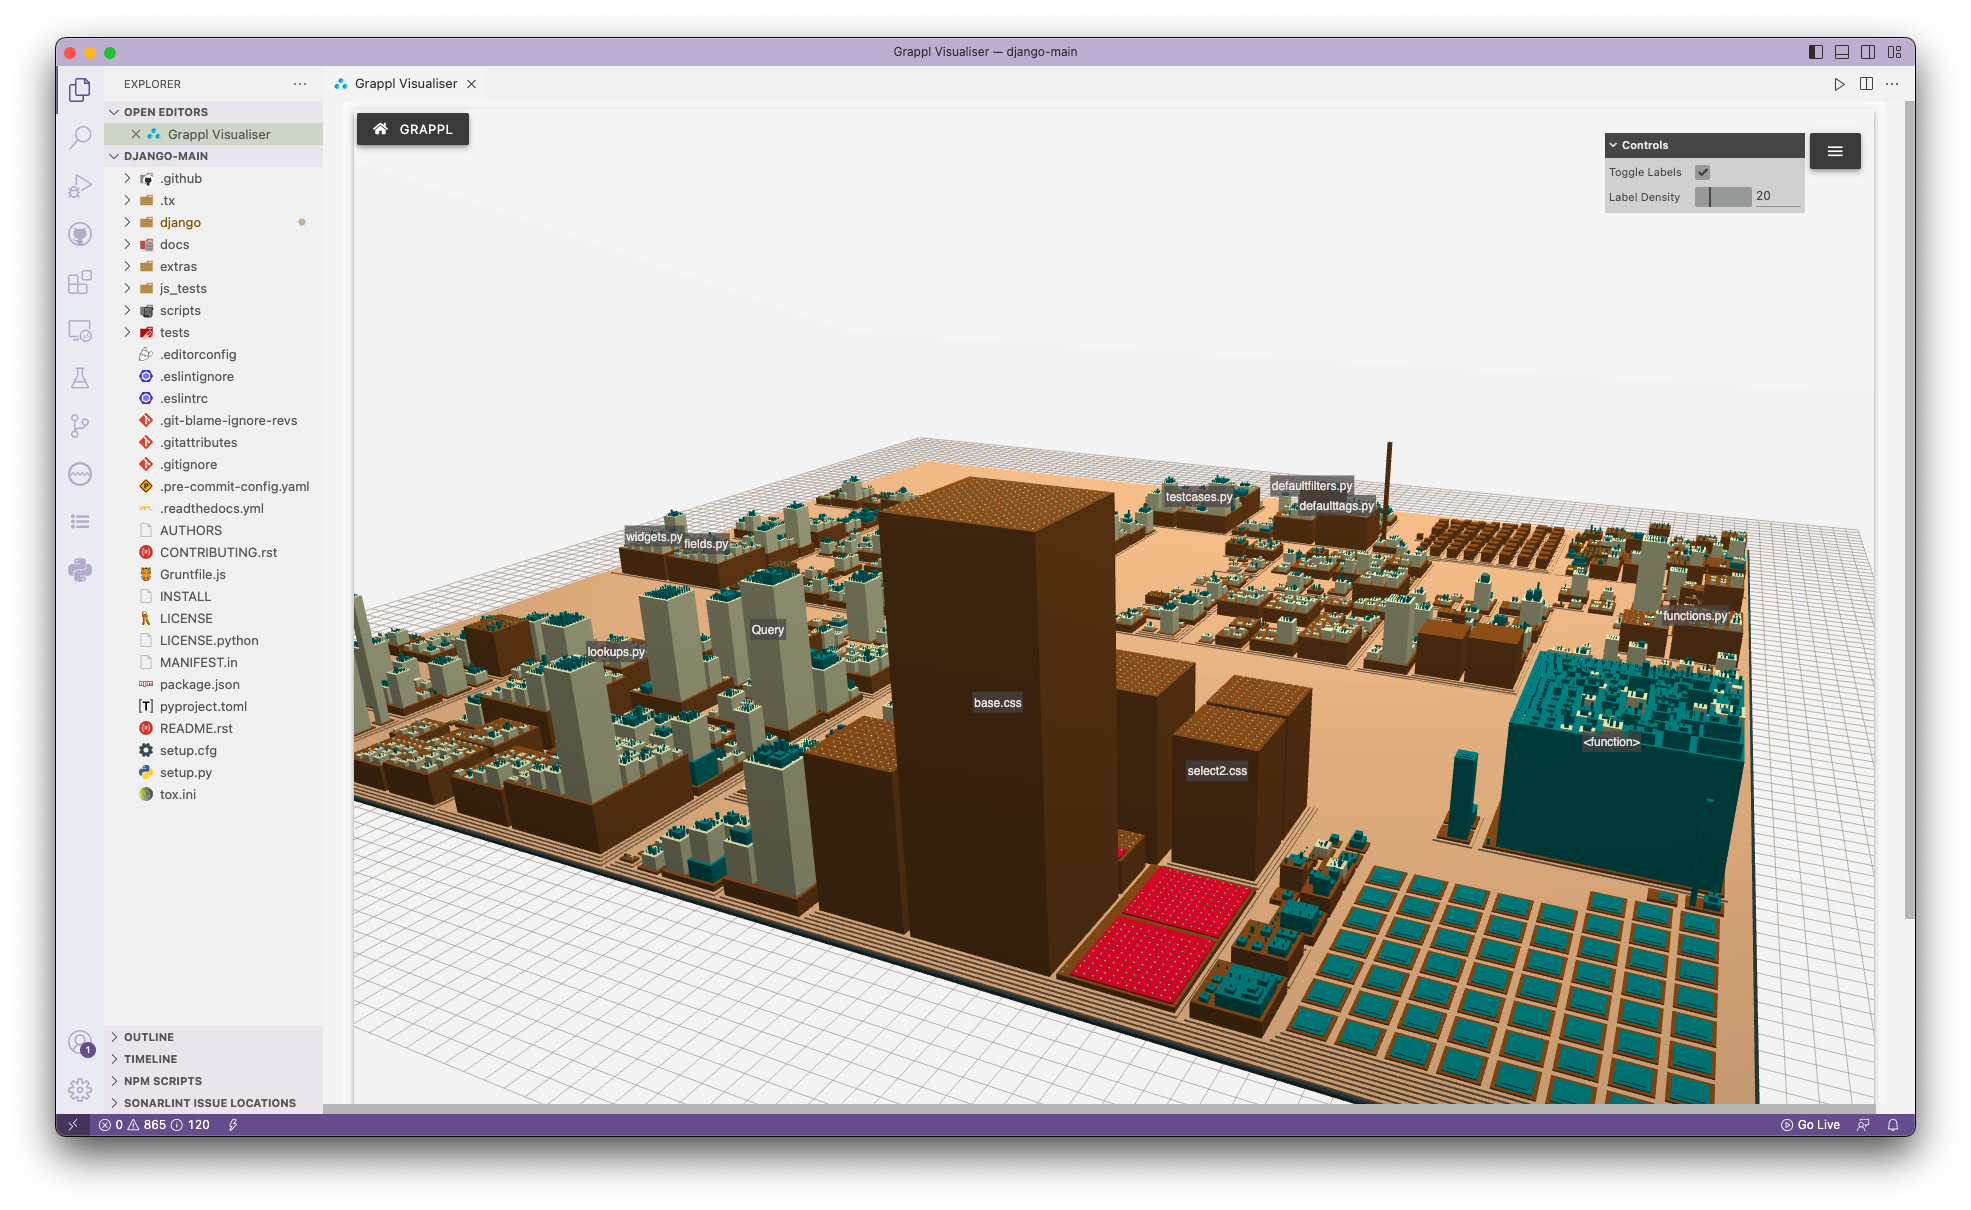 Grappl Visualiser — django-main
EXPLORER
Grappl Visualiser
OPEN EDITORS
Grappl Visualiser
DJANGO-MAIN
.github
.tx
django
docs
extras
js_tests
scripts
tests
.editorconfig
.eslintignore
.eslintrc
.git-blame-ignore-revs
.gitattributes
.gitignore
.pre-commit-config.yaml
.readthedocs.yml
AUTHORS
CONTRIBUTING.rst
Gruntfile.js
INSTALL
LICENSE
LICENSE.python
MANIFEST.in
package.json
pyproject.toml
README.rst
setup.cfg
setup.py
tox.ini
OUTLINE
TIMELINE
NPM SCRIPTS
SONARLINT ISSUE LOCATIONS
GRAPPL
Controls
Toggle Labels
Label Density 20
defaultfilters.py
testcases.py
defaulttags.py
widgets.py
fields.py
functions.py
Query
lookups.py
base.css
<function>
select2.css
1
0 865 120
Go Live